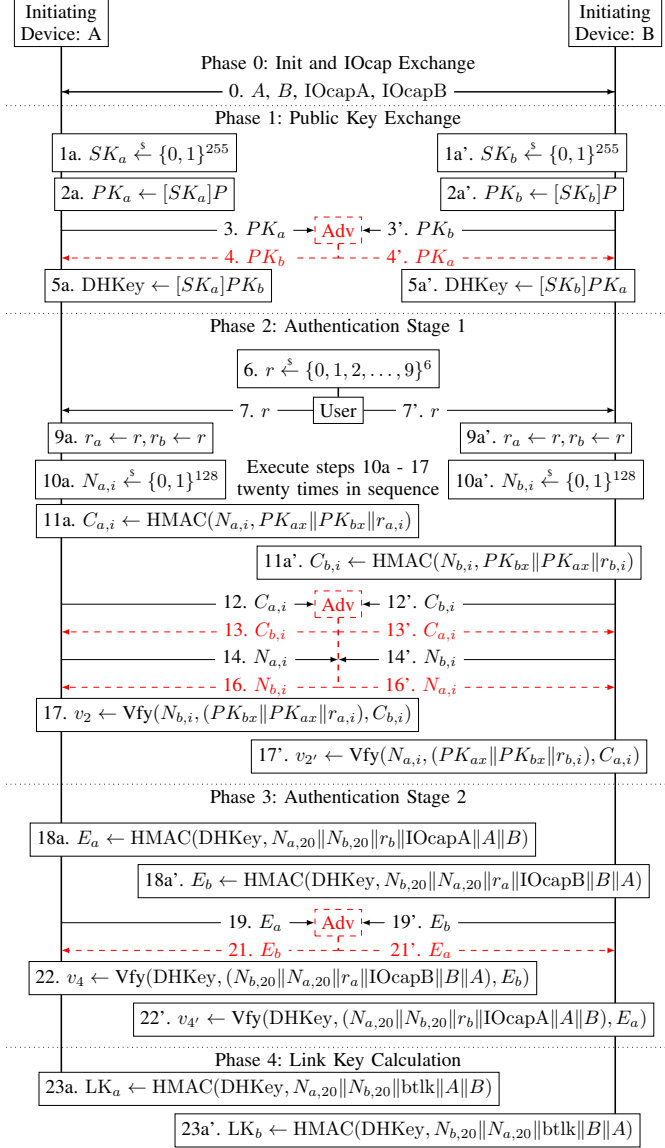 Initiating Device: A
Initiating Device: B
Phase 0: Init and IOcap Exchange
0. A, B, IOcapA, IOcapB
Phase 1: Public Key Exchange
1a. SK_a ←$ {0, 1}^255
1a'. SK_b ←$ {0, 1}^255
2a. PK_a ← [SK_a]P
2a'. PK_b ← [SK_b]P
3. PK_a Adv 3'. PK_b
4. PK_b 4'. PK_a
5a. DHKey ← [SK_a]PK_b
5a'. DHKey ← [SK_b]PK_a
Phase 2: Authentication Stage 1
6. r ←$ {0, 1, 2, . . . , 9}^6
7. r User 7'. r
9a. r_a ← r, r_b ← r
9a'. r_a ← r, r_b ← r
10a. N_{a,i} ←$ {0, 1}^128
Execute steps 10a - 17
twenty times in sequence
10a'. N_{b,i} ←$ {0, 1}^128
11a. C_{a,i} ← HMAC(N_{a,i}, PK_{ax}‖PK_{bx}‖r_{a,i})
11a'. C_{b,i} ← HMAC(N_{b,i}, PK_{bx}‖PK_{ax}‖r_{b,i})
12. C_{a,i} Adv 12'. C_{b,i}
13. C_{b,i} 13'. C_{a,i}
14. N_{a,i} 14'. N_{b,i}
16. N_{b,i} 16'. N_{a,i}
17. v_2 ← Vfy(N_{b,i}, (PK_{bx}‖PK_{ax}‖r_{a,i}), C_{b,i})
17'. v_{2'} ← Vfy(N_{a,i}, (PK_{ax}‖PK_{bx}‖r_{b,i}), C_{a,i})
Phase 3: Authentication Stage 2
18a. E_a ← HMAC(DHKey, N_{a,20}‖N_{b,20}‖r_b‖IOcapA‖A‖B)
18a'. E_b ← HMAC(DHKey, N_{b,20}‖N_{a,20}‖r_a‖IOcapB‖B‖A)
19. E_a Adv 19'. E_b
21. E_b 21'. E_a
22. v_4 ← Vfy(DHKey, (N_{b,20}‖N_{a,20}‖r_a‖IOcapB‖B‖A), E_b)
22'. v_{4'} ← Vfy(DHKey, (N_{a,20}‖N_{b,20}‖r_b‖IOcapA‖A‖B), E_a)
Phase 4: Link Key Calculation
23a. LK_a ← HMAC(DHKey, N_{a,20}‖N_{b,20}‖btlk‖A‖B)
23a'. LK_b ← HMAC(DHKey, N_{b,20}‖N_{a,20}‖btlk‖B‖A)